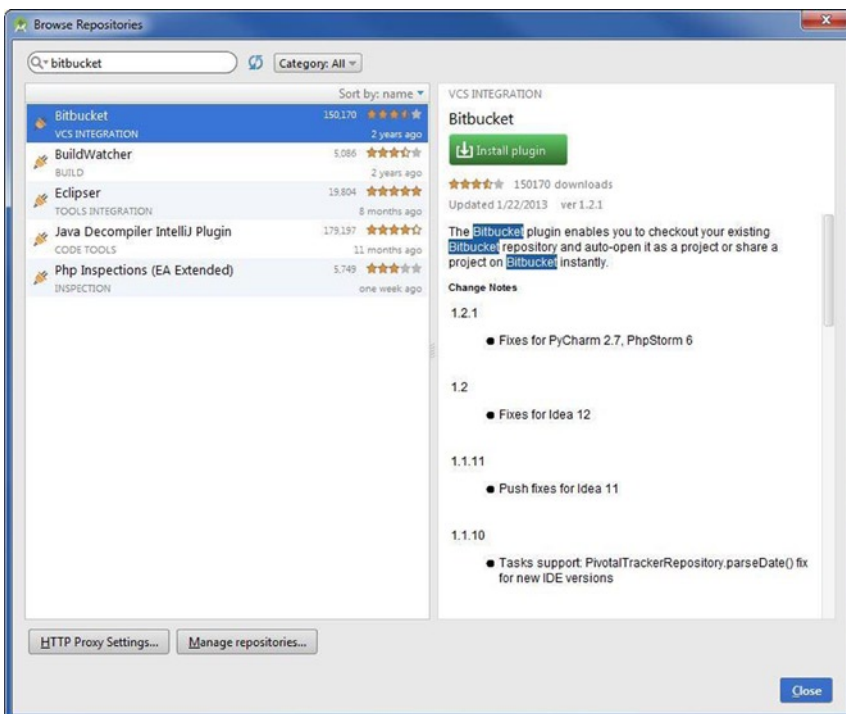 Browse Repositories
bitbucket
Category: All
Sort by: name
Bitbucket 150,170
VCS INTEGRATION 2 years ago
BuildWatcher 5,086
BUILD 2 years ago
Eclipser 19,804
TOOLS INTEGRATION 8 months ago
Java Decompiler IntelliJ Plugin 179,197
CODE TOOLS 11 months ago
Php Inspections (EA Extended) 5,749
INSPECTION one week ago
VCS INTEGRATION
Bitbucket
Install plugin
150170 downloads
Updated 1/22/2013 ver 1.2.1
The Bitbucket plugin enables you to checkout your existing
Bitbucket repository and auto-open it as a project or share a
project on Bitbucket instantly.
Change Notes
1.2.1
● Fixes for PyCharm 2.7, PhpStorm 6
1.2
● Fixes for Idea 12
1.1.11
● Push fixes for Idea 11
1.1.10
● Tasks support: PivotalTrackerRepository.parseDate() fix
for new IDE versions
HTTP Proxy Settings... Manage repositories...
Close